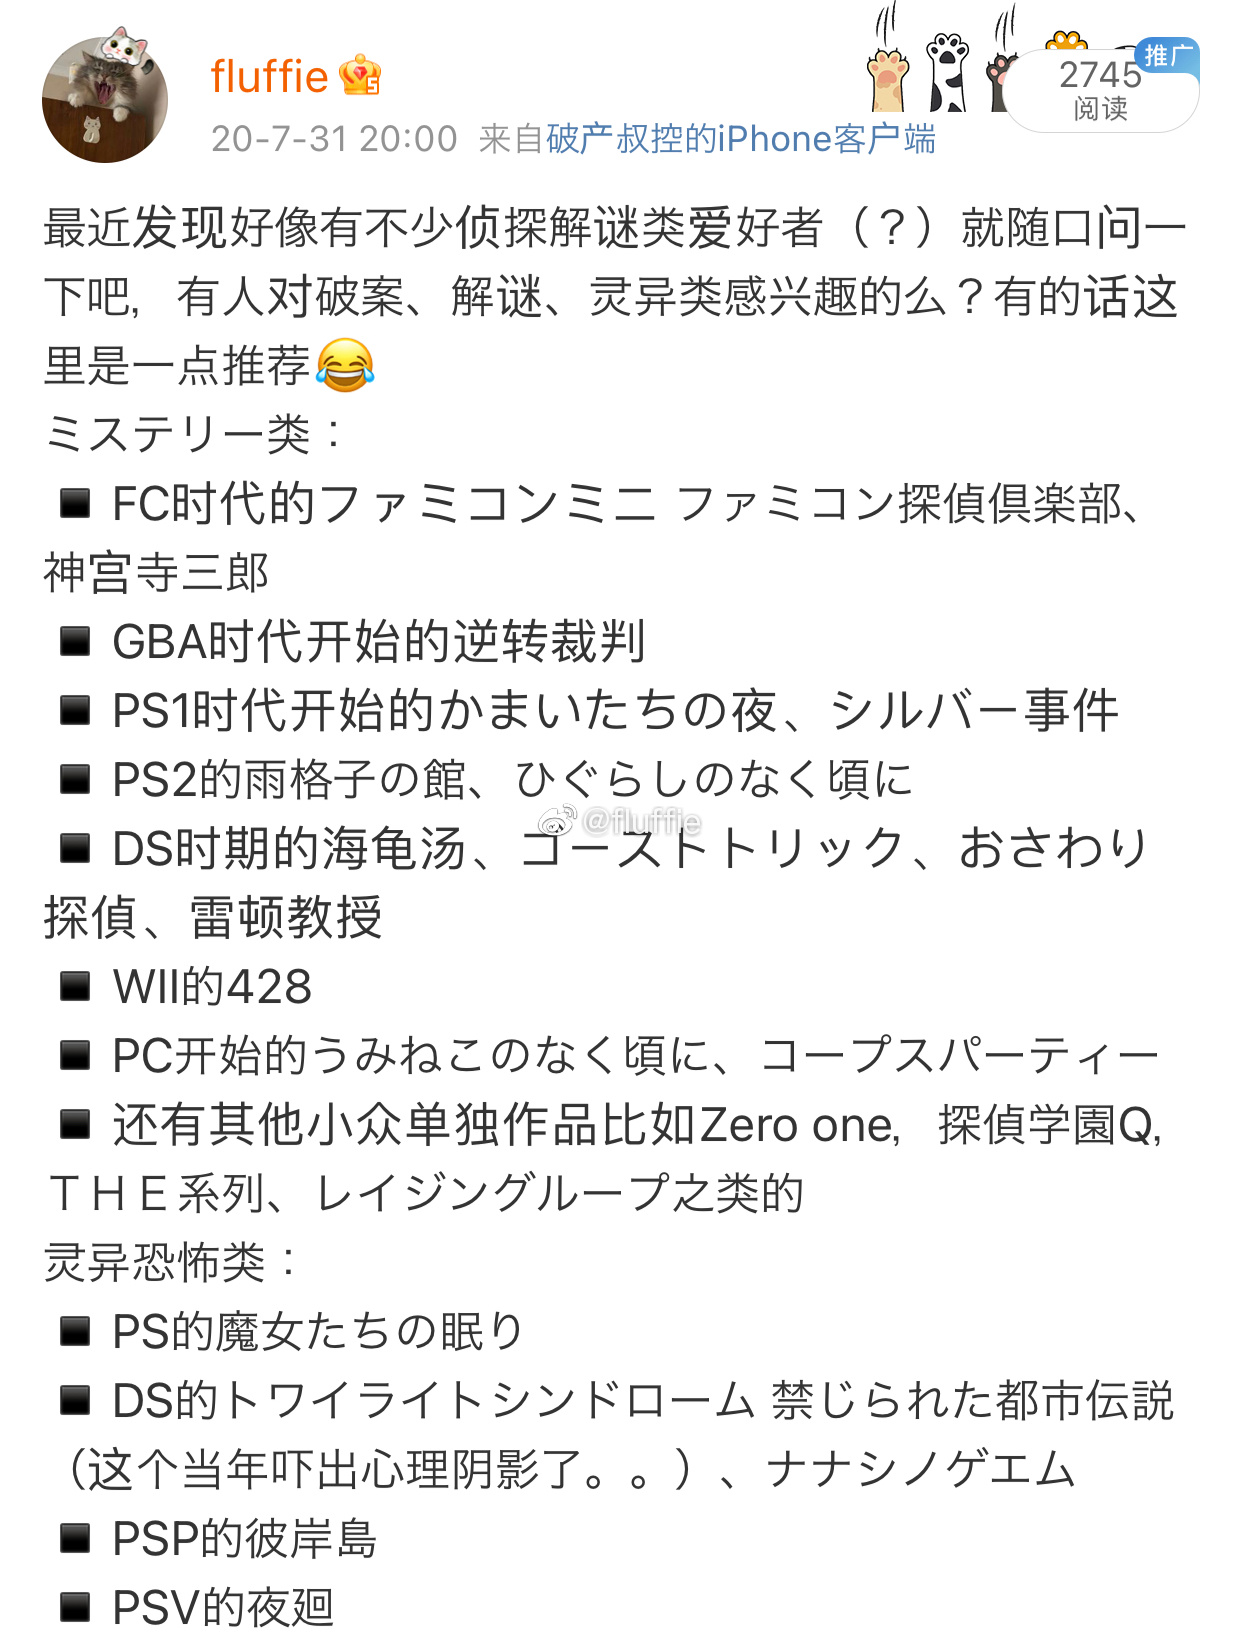 fluffie
5
20-7-31 20:00 来自破产叔控的iPhone客户端
推广
2745
阅读
最近发现好像有不少侦探解谜类爱好者（？）就随口问一
下吧，有人对破案、解谜、灵异类感兴趣的么？有的话这
里是一点推荐😂
ミステリー类：
◾ FC时代的ファミコンミニ ファミコン探偵倶楽部、
神宫寺三郎
◾ GBA时代开始的逆转裁判
◾ PS1时代开始的かまいたちの夜、シルバー事件
◾ PS2的雨格子の館、ひぐらしのなく頃に
@fluffie
◾ DS时期的海龟汤、ゴーストトリック、おさわり
探偵、雷顿教授
◾ WII的428
◾ PC开始的うみねこのなく頃に、コープスパーティー
◾ 还有其他小众单独作品比如Zero one，探偵学園Q,
ＴＨＥ系列、レイジングループ之类的
灵异恐怖类：
◾ PS的魔女たちの眠り
◾ DS的トワイライトシンドローム 禁じられた都市伝説
（这个当年吓出心理阴影了。。）、ナナシノゲエム
◾ PSP的彼岸島
◾ PSV的夜廻